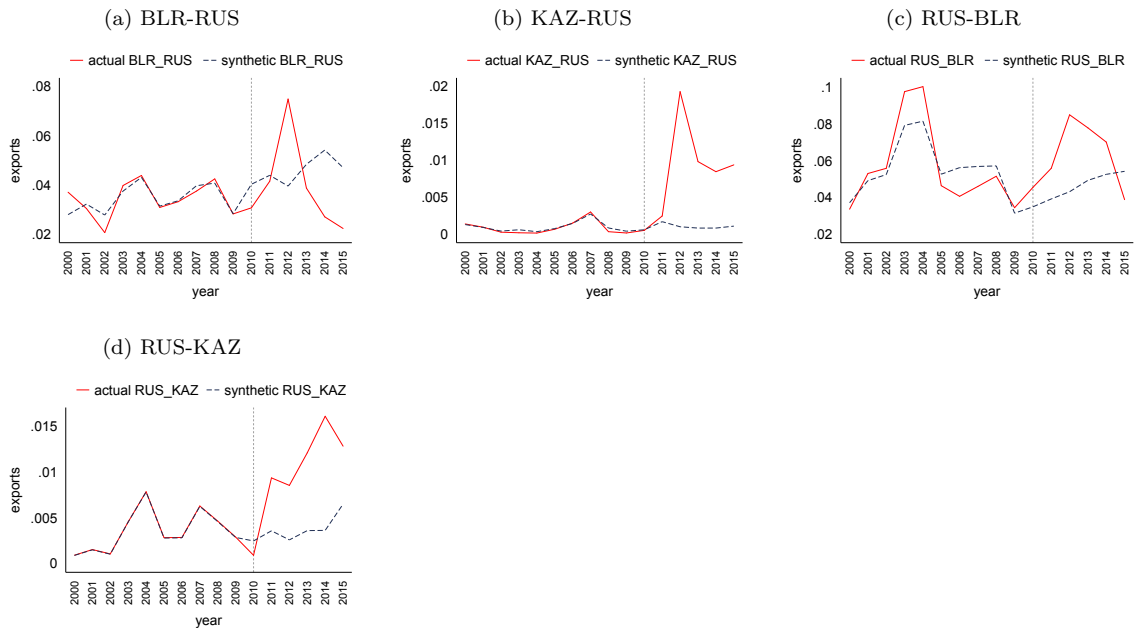 (a) BLR-RUS
actual BLR_RUS synthetic BLR_RUS
.08
.06
.04
.02
exports
2000 2001 2002 2003 2004 2005 2006 2007 2008 2009 2010 2011 2012 2013 2014 2015
year
(b) KAZ-RUS
actual KAZ_RUS synthetic KAZ_RUS
.02
.015
.01
.005
0
exports
2000 2001 2002 2003 2004 2005 2006 2007 2008 2009 2010 2011 2012 2013 2014 2015
year
(c) RUS-BLR
actual RUS_BLR synthetic RUS_BLR
.1
.08
.06
.04
.02
exports
2000 2001 2002 2003 2004 2005 2006 2007 2008 2009 2010 2011 2012 2013 2014 2015
year
(d) RUS-KAZ
actual RUS_KAZ synthetic RUS_KAZ
.015
.01
.005
0
exports
2000 2001 2002 2003 2004 2005 2006 2007 2008 2009 2010 2011 2012 2013 2014 2015
year